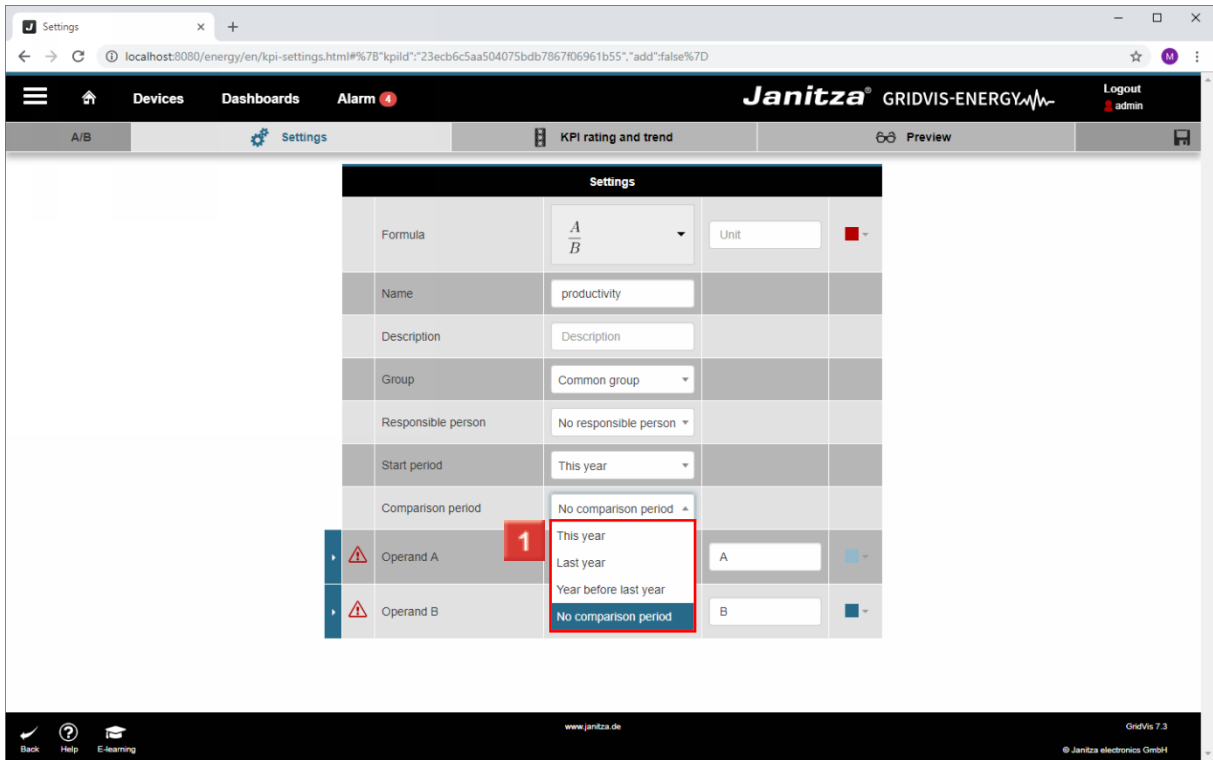 Settings
localhost:8080/energy/en/kpi-settings.html#%7B"kpiId":"23ecb6c5aa504075bdb7867f06961b55","add":false%7D
M
Devices Dashboards Alarm 4 Janitza® GRIDVIS-ENERGY Logout
admin
A/B Settings KPI rating and trend Preview
Settings
Formula A/B Unit
Name productivity
Description Description
Group Common group
Responsible person No responsible person
Start period This year
Comparison period No comparison period
1 This year
Operand A Last year A
Year before last year
Operand B No comparison period B
www.janitza.de GridVis 7.3
Back Help E-learning © Janitza electronics GmbH